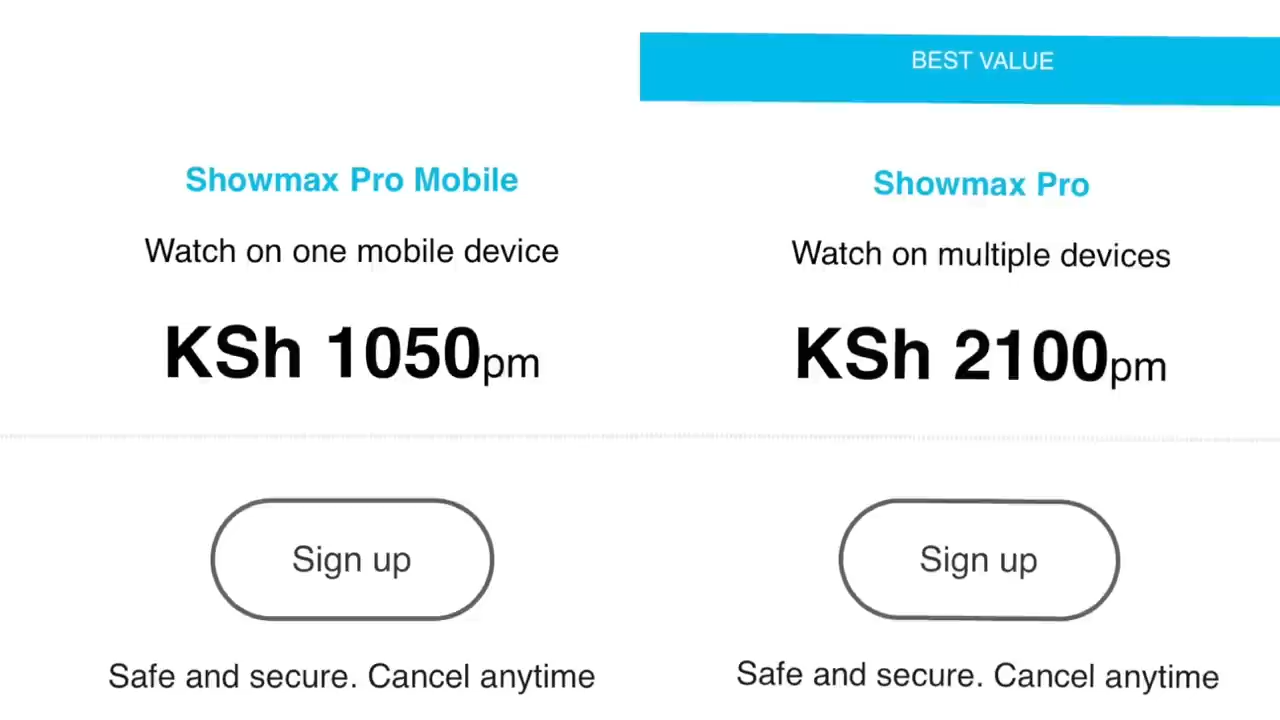 BEST VALUE
Showmax Pro Mobile
Watch on one mobile device
KSh 1050pm
Sign up
Safe and secure. Cancel anytime
Showmax Pro
Watch on multiple devices
KSh 2100pm
Sign up
Safe and secure. Cancel anytime